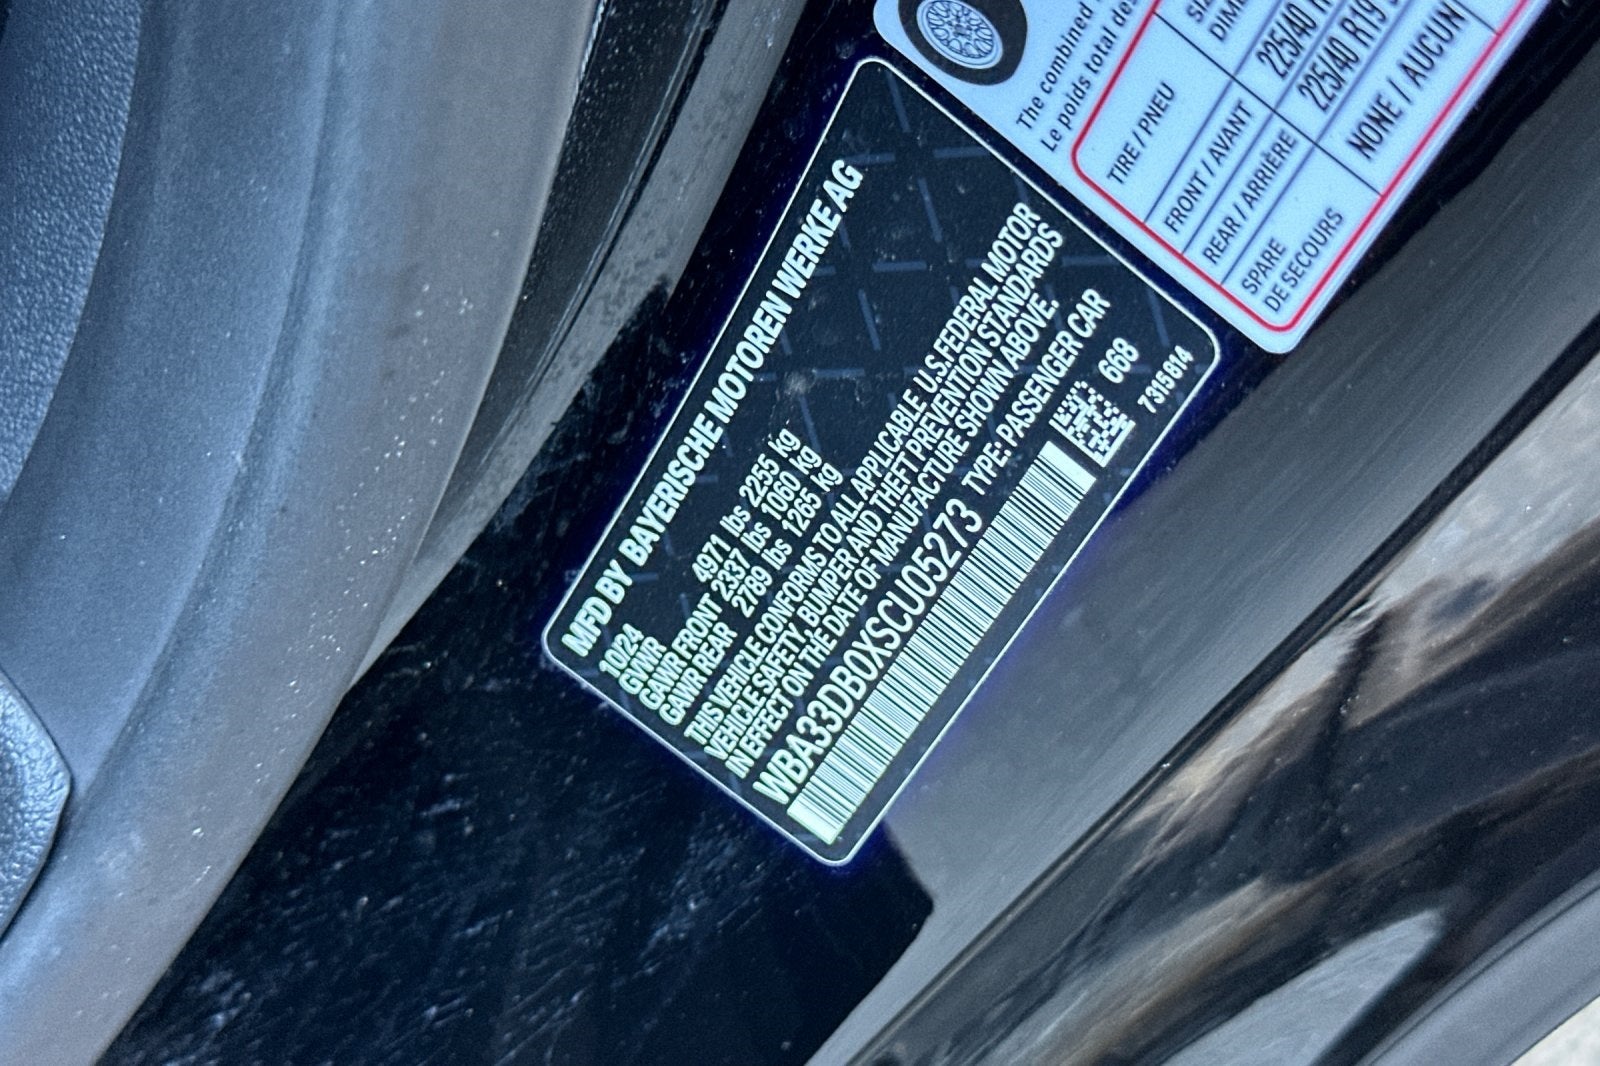 MFD BY BAYERISCHE MOTOREN WERKE AG
10/24
GVWR 4971 lbs 2255 kg
GAWR FRONT 2337 lbs 1060 kg
GAWR REAR 2789 lbs 1265 kg
THIS VEHICLE CONFORMS TO ALL APPLICABLE U.S.FEDERAL MOTOR
VEHICLE SAFETY, BUMPER AND THEFT PREVENTION STANDARDS
IN EFFECT ON THE DATE OF MANUFACTURE SHOWN ABOVE.
WBA33DB0XSCU05273 TYPE: PASSENGER CAR
668
7315814
The combined
Le poids total
TIRE / PNEU
FRONT / AVANT 225/40
REAR / ARRIÈRE 225/40 R19
SPARE
DE SECOURS NONE / AUCUN